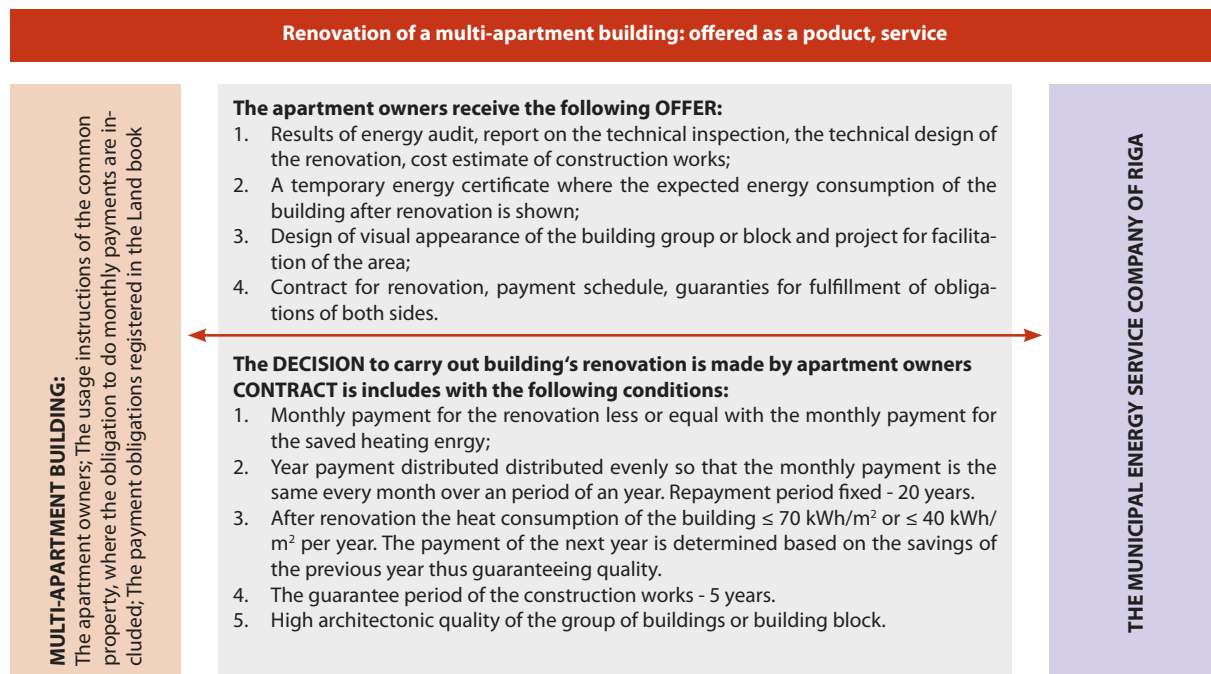 Renovation of a multi-apartment building: offered as a poduct, service
MULTI-APARTMENT BUILDING:
The apartment owners; The usage instructions of the common
property, where the obligation to do monthly payments are in-
cluded; The payment obligations registered in the Land book
The apartment owners receive the following OFFER:
1. Results of energy audit, report on the technical inspection, the technical design of
the renovation, cost estimate of construction works;
2. A temporary energy certificate where the expected energy consumption of the
building after renovation is shown;
3. Design of visual appearance of the building group or block and project for facilita-
tion of the area;
4. Contract for renovation, payment schedule, guaranties for fulfillment of obliga-
tions of both sides.
The DECISION to carry out building‘s renovation is made by apartment owners
CONTRACT is includes with the following conditions:
1. Monthly payment for the renovation less or equal with the monthly payment for
the saved heating enrgy;
2. Year payment distributed distributed evenly so that the monthly payment is the
same every month over an period of an year. Repayment period fixed - 20 years.
3. After renovation the heat consumption of the building ≤ 70 kWh/m² or ≤ 40 kWh/
m² per year. The payment of the next year is determined based on the savings of
the previous year thus guaranteeing quality.
4. The guarantee period of the construction works - 5 years.
5. High architectonic quality of the group of buildings or building block.
THE MUNICIPAL ENERGY SERVICE COMPANY OF RIGA